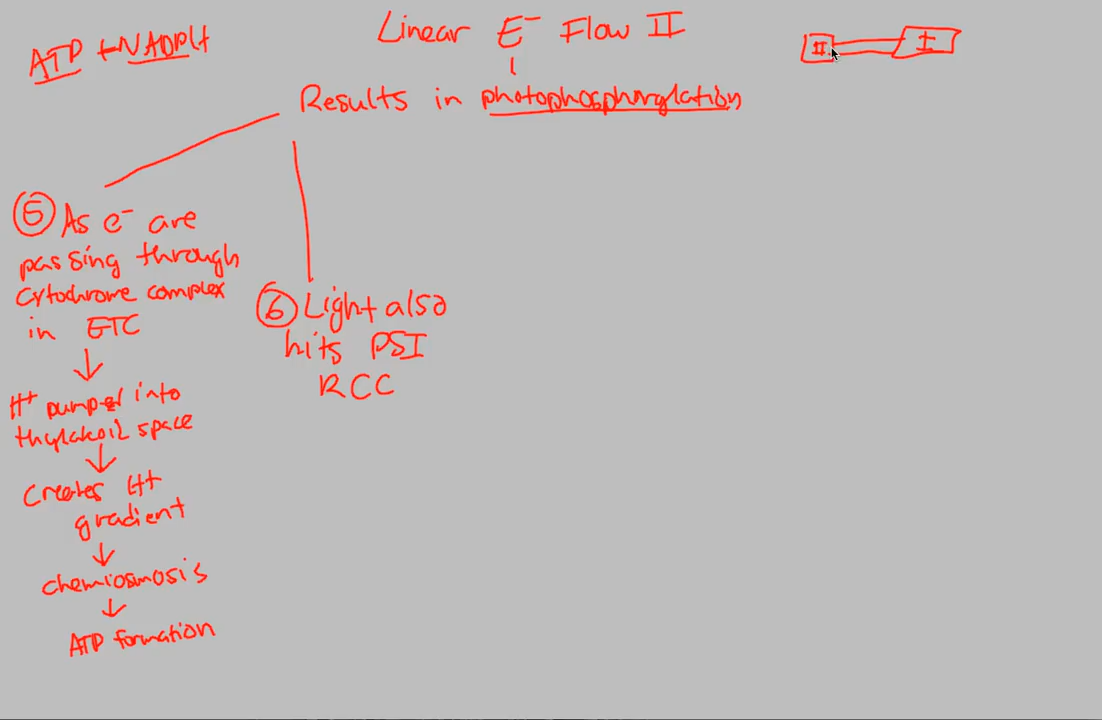 ATP + NADPH
Linear E⁻ Flow II
II I
Results in photophosphorylation
⑤ As e⁻ are
passing through
Cytochrome complex
in ETC
↓
H⁺ pumped into
thylakoid space
↓
Creates H⁺
gradient
↓
chemiosmosis
↓
ATP formation
⑥ Light also
hits PSI
RCC